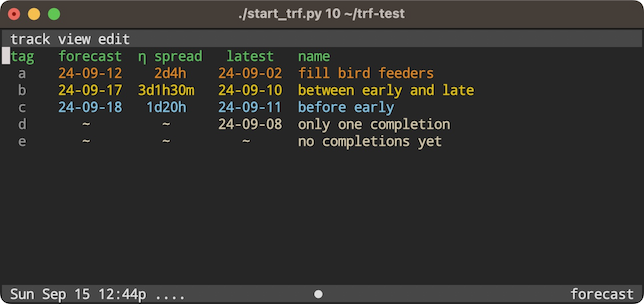 ./start_trf.py 10 ~/trf-test
track view edit
tag forecast η spread latest name
a 24-09-12 2d4h 24-09-02 fill bird feeders
b 24-09-17 3d1h30m 24-09-10 between early and late
c 24-09-18 1d20h 24-09-11 before early
d ~ ~ 24-09-08 only one completion
e ~ ~ ~ no completions yet
Sun Sep 15 12:44p .... ● forecast